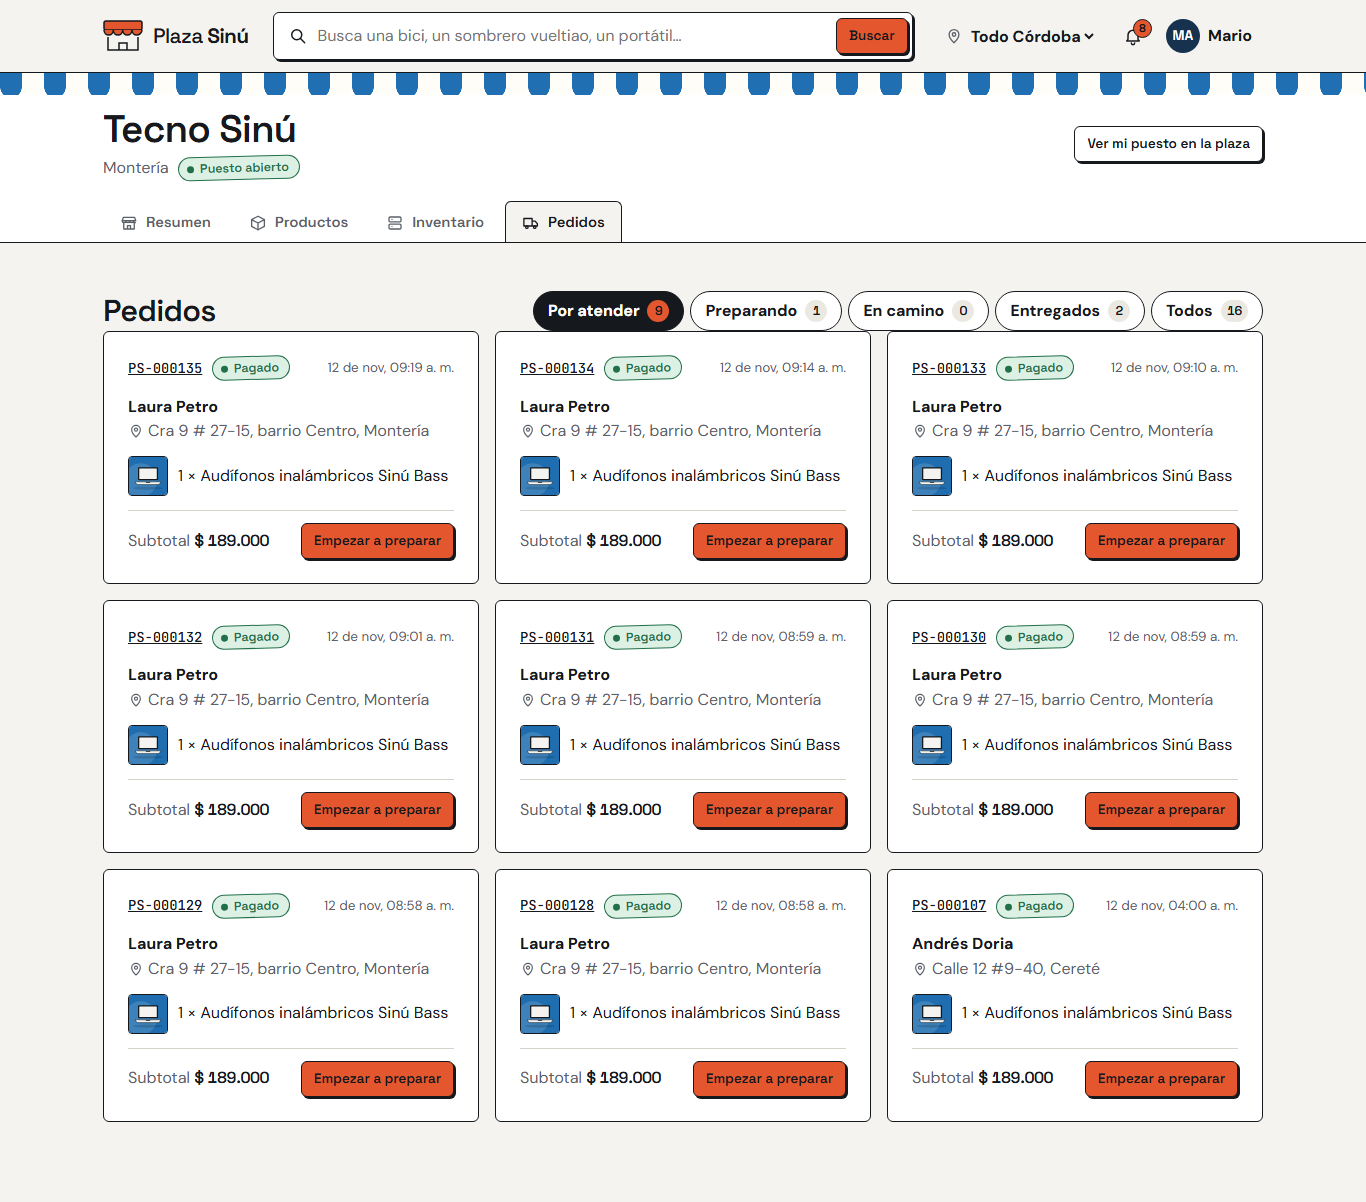 Plaza Sinú
Busca una bici, un sombrero vueltiao, un portátil...
Buscar
Todo Córdoba
8
MA
Mario
Tecno Sinú
Montería
Puesto abierto
Ver mi puesto en la plaza
Resumen
Productos
Inventario
Pedidos
Pedidos
Por atender 9
Preparando 1
En camino 0
Entregados 2
Todos 16
PS-000135 Pagado 12 de nov, 09:19 a. m.
Laura Petro
Cra 9 # 27-15, barrio Centro, Montería
1 × Audífonos inalámbricos Sinú Bass
Subtotal $ 189.000 Empezar a preparar
PS-000134 Pagado 12 de nov, 09:14 a. m.
Laura Petro
Cra 9 # 27-15, barrio Centro, Montería
1 × Audífonos inalámbricos Sinú Bass
Subtotal $ 189.000 Empezar a preparar
PS-000133 Pagado 12 de nov, 09:10 a. m.
Laura Petro
Cra 9 # 27-15, barrio Centro, Montería
1 × Audífonos inalámbricos Sinú Bass
Subtotal $ 189.000 Empezar a preparar
PS-000132 Pagado 12 de nov, 09:01 a. m.
Laura Petro
Cra 9 # 27-15, barrio Centro, Montería
1 × Audífonos inalámbricos Sinú Bass
Subtotal $ 189.000 Empezar a preparar
PS-000131 Pagado 12 de nov, 08:59 a. m.
Laura Petro
Cra 9 # 27-15, barrio Centro, Montería
1 × Audífonos inalámbricos Sinú Bass
Subtotal $ 189.000 Empezar a preparar
PS-000130 Pagado 12 de nov, 08:59 a. m.
Laura Petro
Cra 9 # 27-15, barrio Centro, Montería
1 × Audífonos inalámbricos Sinú Bass
Subtotal $ 189.000 Empezar a preparar
PS-000129 Pagado 12 de nov, 08:58 a. m.
Laura Petro
Cra 9 # 27-15, barrio Centro, Montería
1 × Audífonos inalámbricos Sinú Bass
Subtotal $ 189.000 Empezar a preparar
PS-000128 Pagado 12 de nov, 08:58 a. m.
Laura Petro
Cra 9 # 27-15, barrio Centro, Montería
1 × Audífonos inalámbricos Sinú Bass
Subtotal $ 189.000 Empezar a preparar
PS-000107 Pagado 12 de nov, 04:00 a. m.
Andrés Doria
Calle 12 #9-40, Cereté
1 × Audífonos inalámbricos Sinú Bass
Subtotal $ 189.000 Empezar a preparar